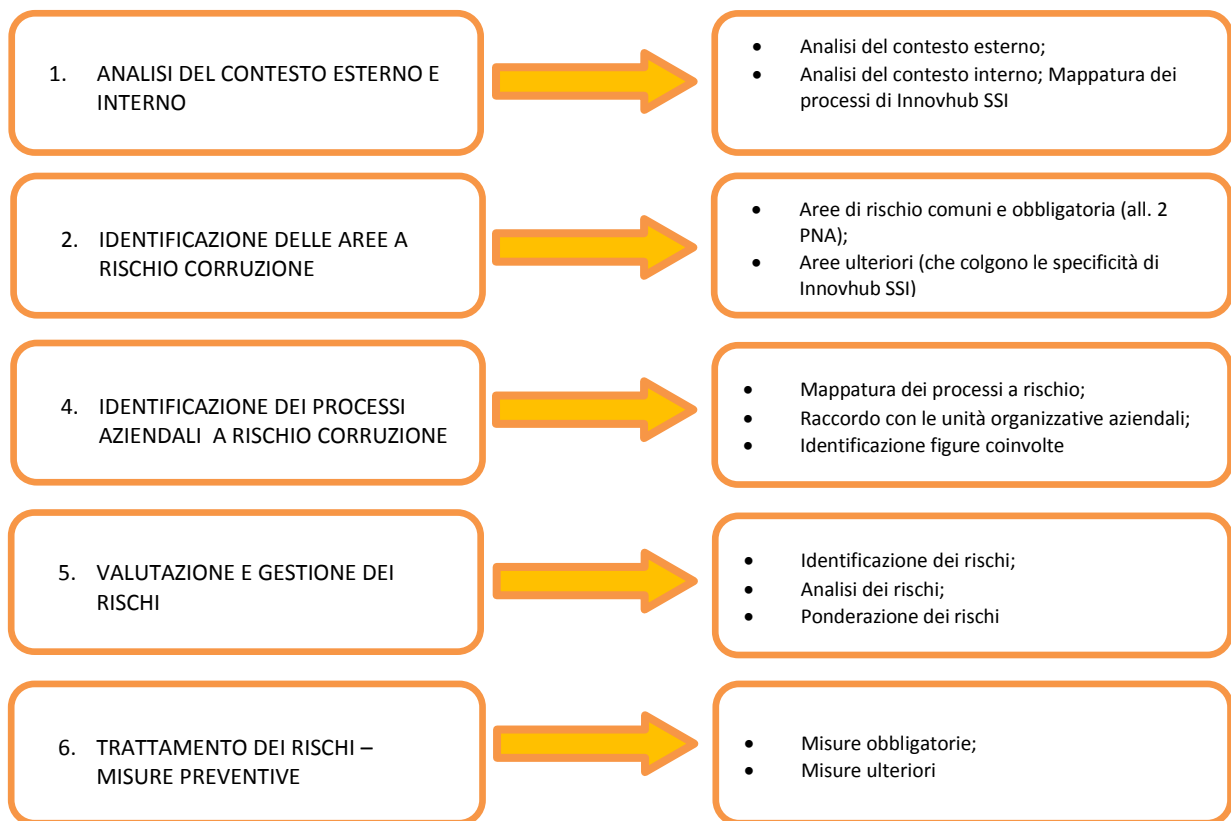 1. ANALISI DEL CONTESTO ESTERNO E
INTERNO
• Analisi del contesto esterno;
• Analisi del contesto interno; Mappatura dei
processi di Innovhub SSI
2. IDENTIFICAZIONE DELLE AREE A
RISCHIO CORRUZIONE
• Aree di rischio comuni e obbligatoria (all. 2
PNA);
• Aree ulteriori (che colgono le specificità di
Innovhub SSI)
4. IDENTIFICAZIONE DEI PROCESSI
AZIENDALI A RISCHIO CORRUZIONE
• Mappatura dei processi a rischio;
• Raccordo con le unità organizzative aziendali;
• Identificazione figure coinvolte
5. VALUTAZIONE E GESTIONE DEI
RISCHI
• Identificazione dei rischi;
• Analisi dei rischi;
• Ponderazione dei rischi
6. TRATTAMENTO DEI RISCHI –
MISURE PREVENTIVE
• Misure obbligatorie;
• Misure ulteriori